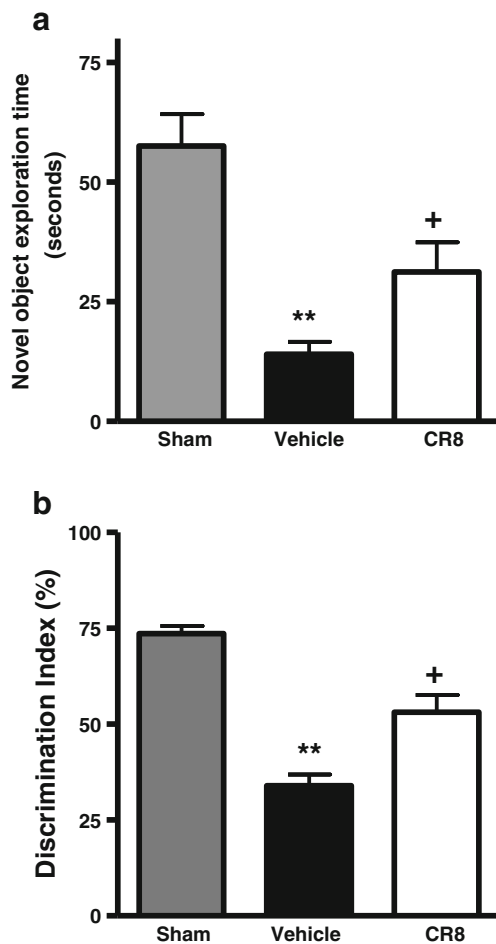 a
Novel object exploration time
(seconds)
75
50
25
0
+
**
Sham Vehicle CR8
b
Discrimination Index (%)
100
75
50
25
0
+
**
Sham Vehicle CR8